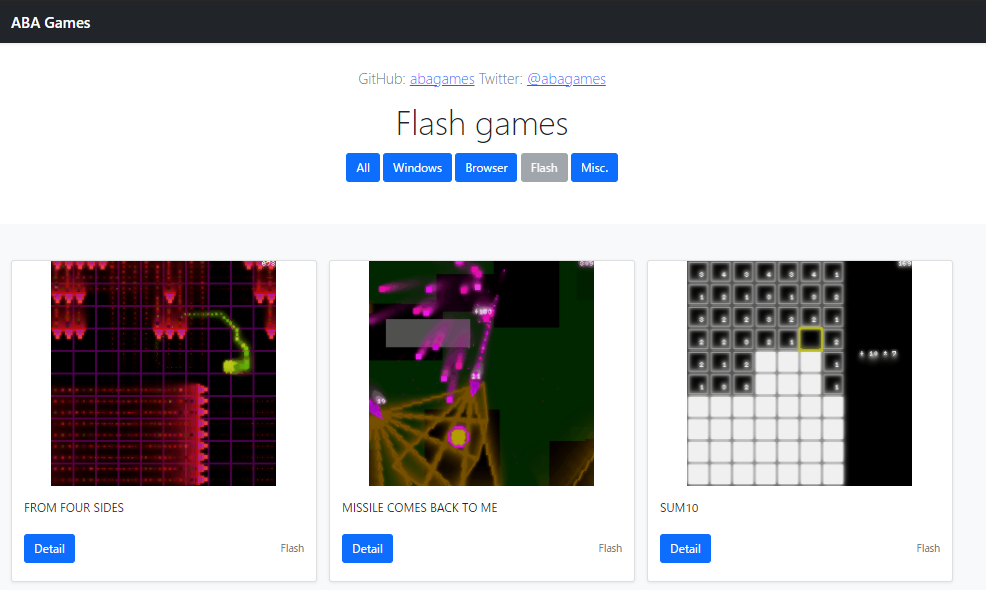 ABA Games
GitHub: abagames Twitter: @abagames
Flash games
All Windows Browser Flash Misc.
FROM FOUR SIDES
MISSILE COMES BACK TO ME
SUM10
Detail Flash
Detail Flash
Detail Flash